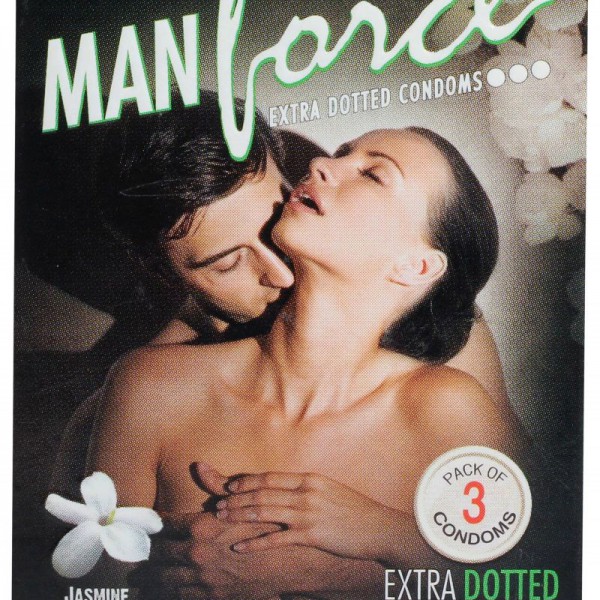 MANforce
EXTRA DOTTED CONDOMS
PACK OF
3
CONDOMS
JASMINE
EXTRA DOTTED